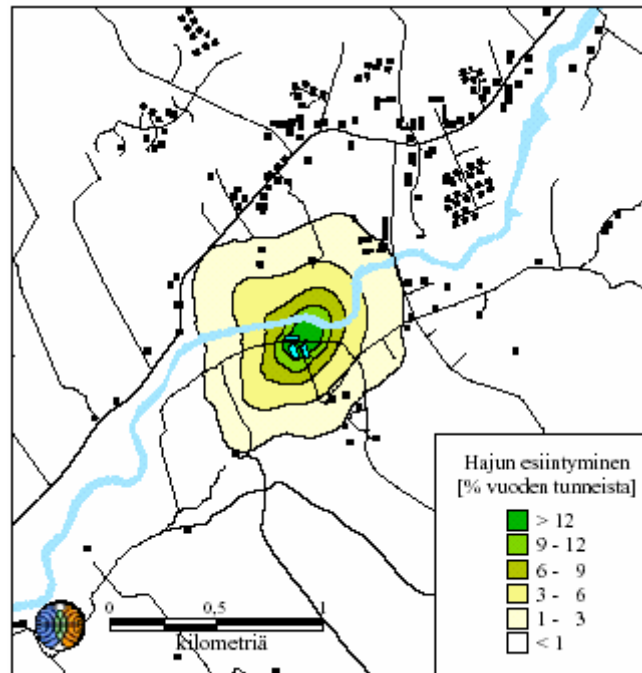 Hajun esiintyminen
[% vuoden tunneista]
> 12
9 - 12
6 - 9
3 - 6
1 - 3
< 1
0 0,5 1
kilometriä